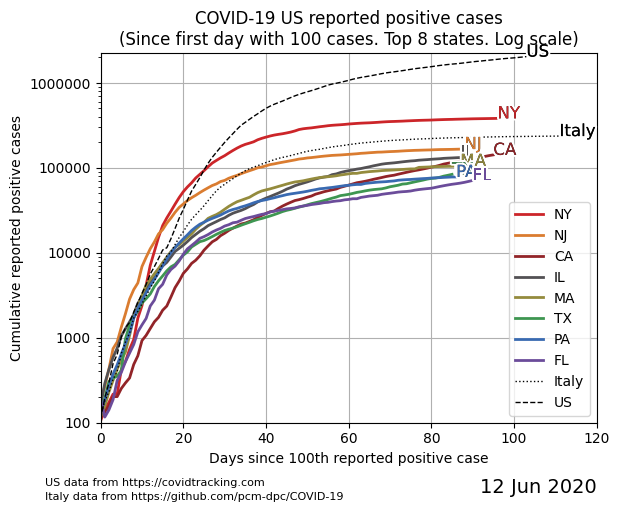 COVID-19 US reported positive cases
(Since first day with 100 cases. Top 8 states. Log scale)
Cumulative reported positive cases
1000000
100000
10000
1000
100
0
20
40
60
80
100
120
Days since 100th reported positive case
US
NY
Italy
NJ
CA
MA
PA
FL
NY
NJ
CA
IL
MA
TX
PA
FL
Italy
US
US data from https://covidtracking.com
Italy data from https://github.com/pcm-dpc/COVID-19
12 Jun 2020